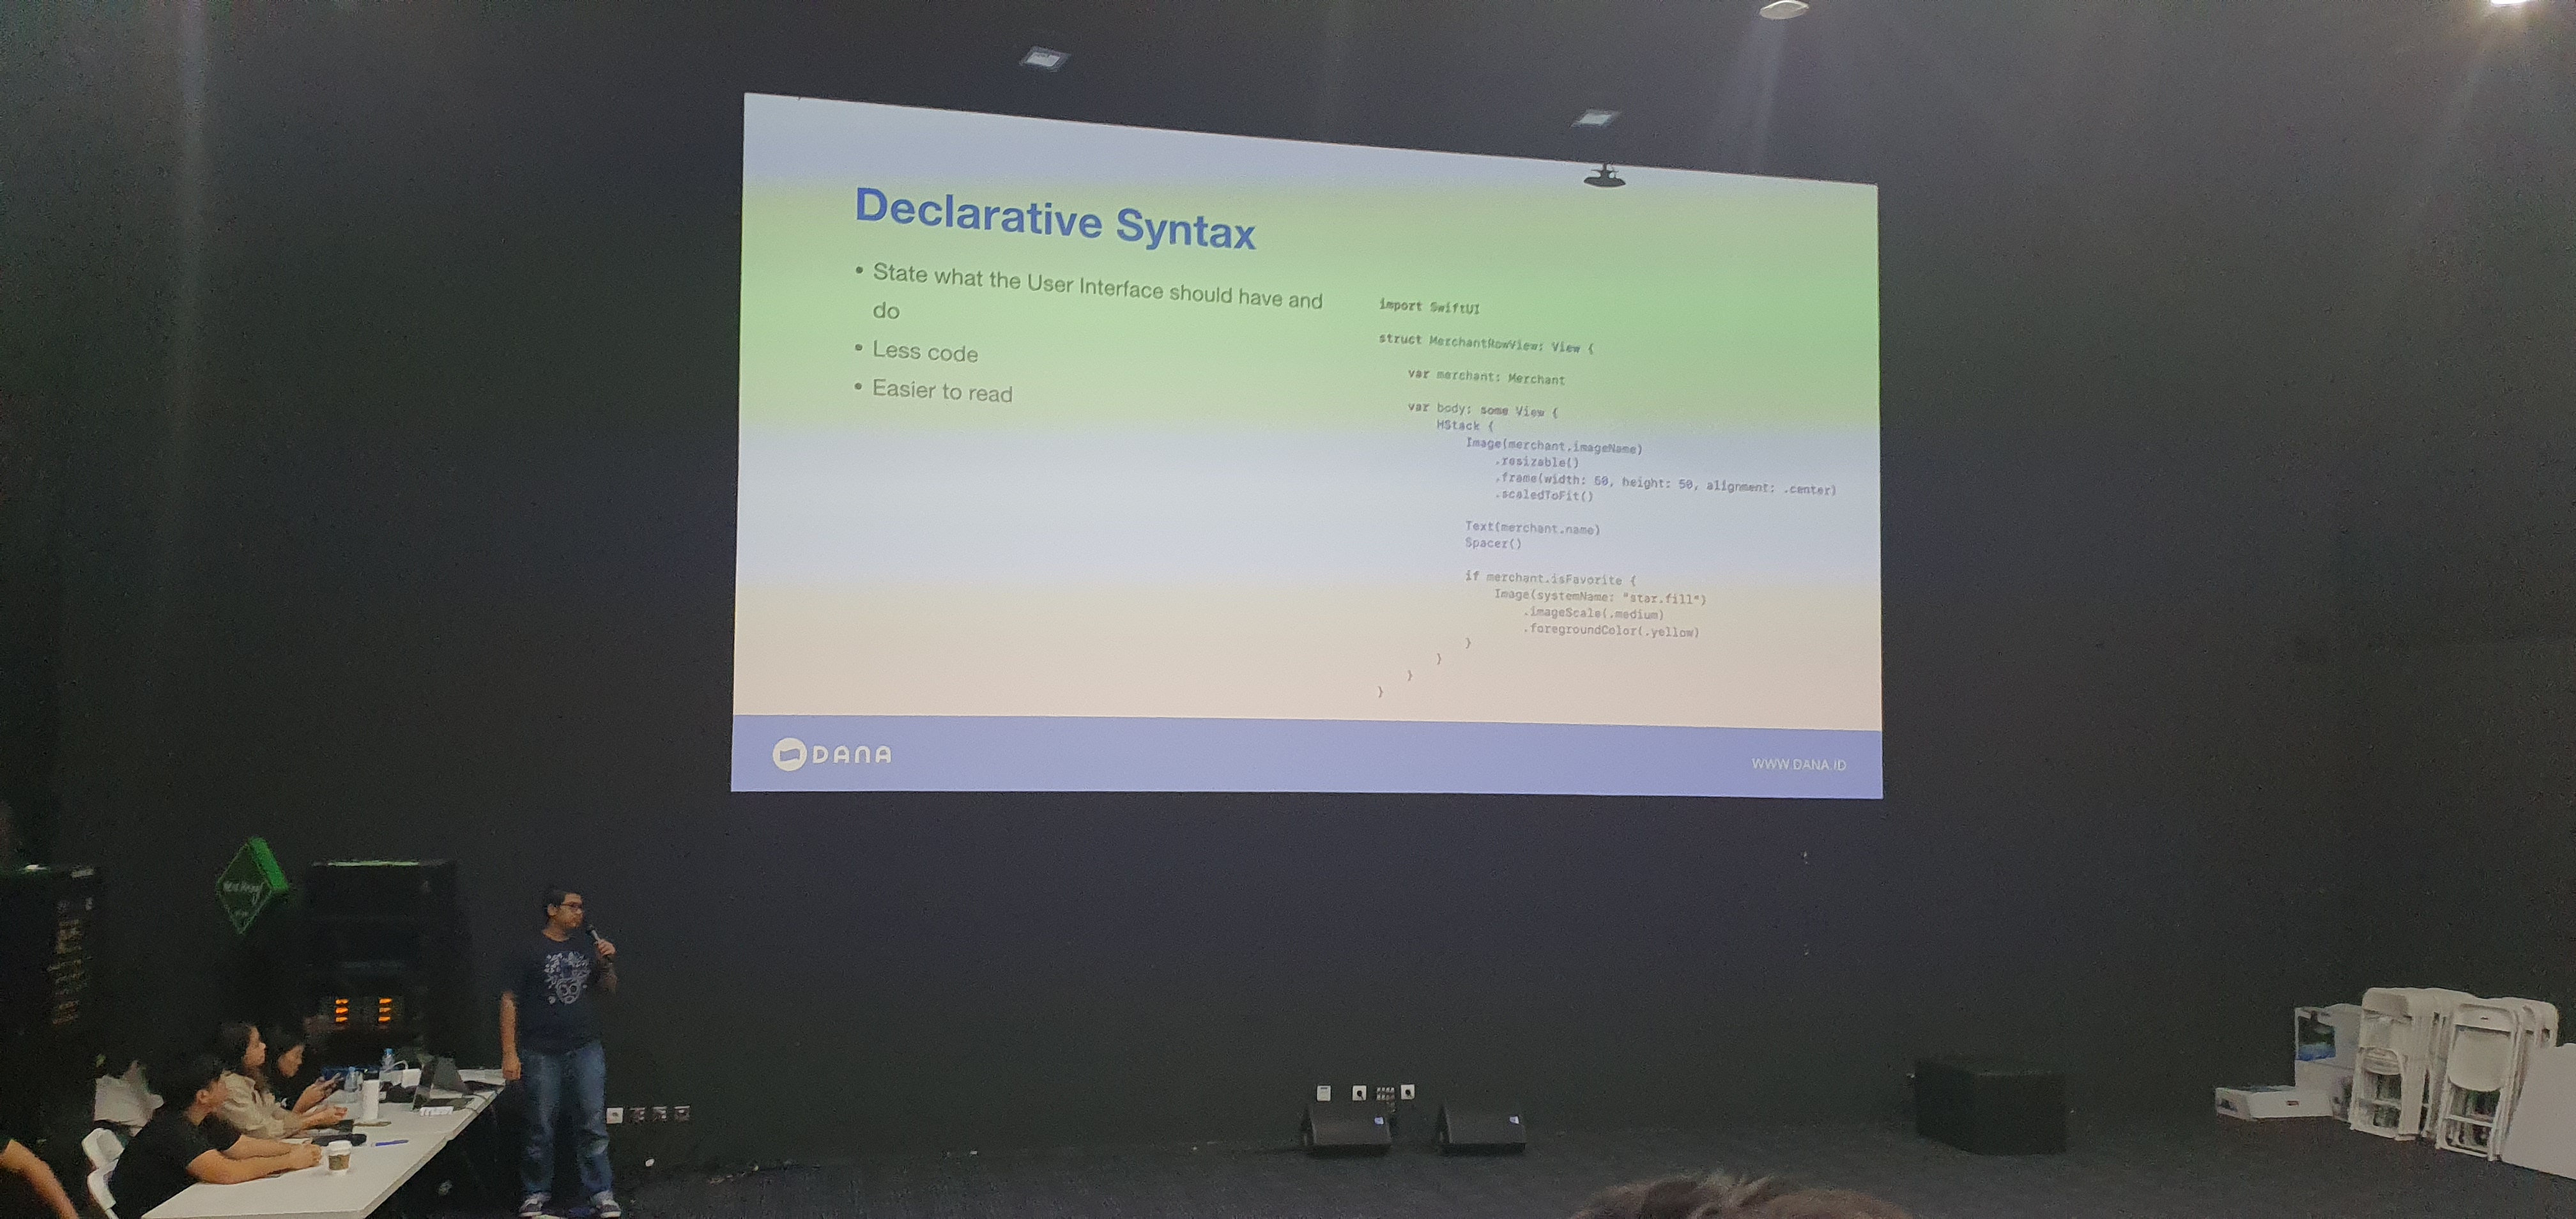 Declarative Syntax
• State what the User Interface should have and
do
• Less code
• Easier to read
import SwiftUI
struct MerchantRowView: View {
var merchant: Merchant
var body: some View {
HStack {
Image(merchant.imageName)
.resizable()
.frame(width: 50, height: 50, alignment: .center)
.scaledToFit()
Text(merchant.name)
Spacer()
if merchant.isFavorite {
Image(systemName: "star.fill")
.imageScale(.medium)
.foregroundColor(.yellow)
}
}
}
}
DANA
WWW.DANA.ID